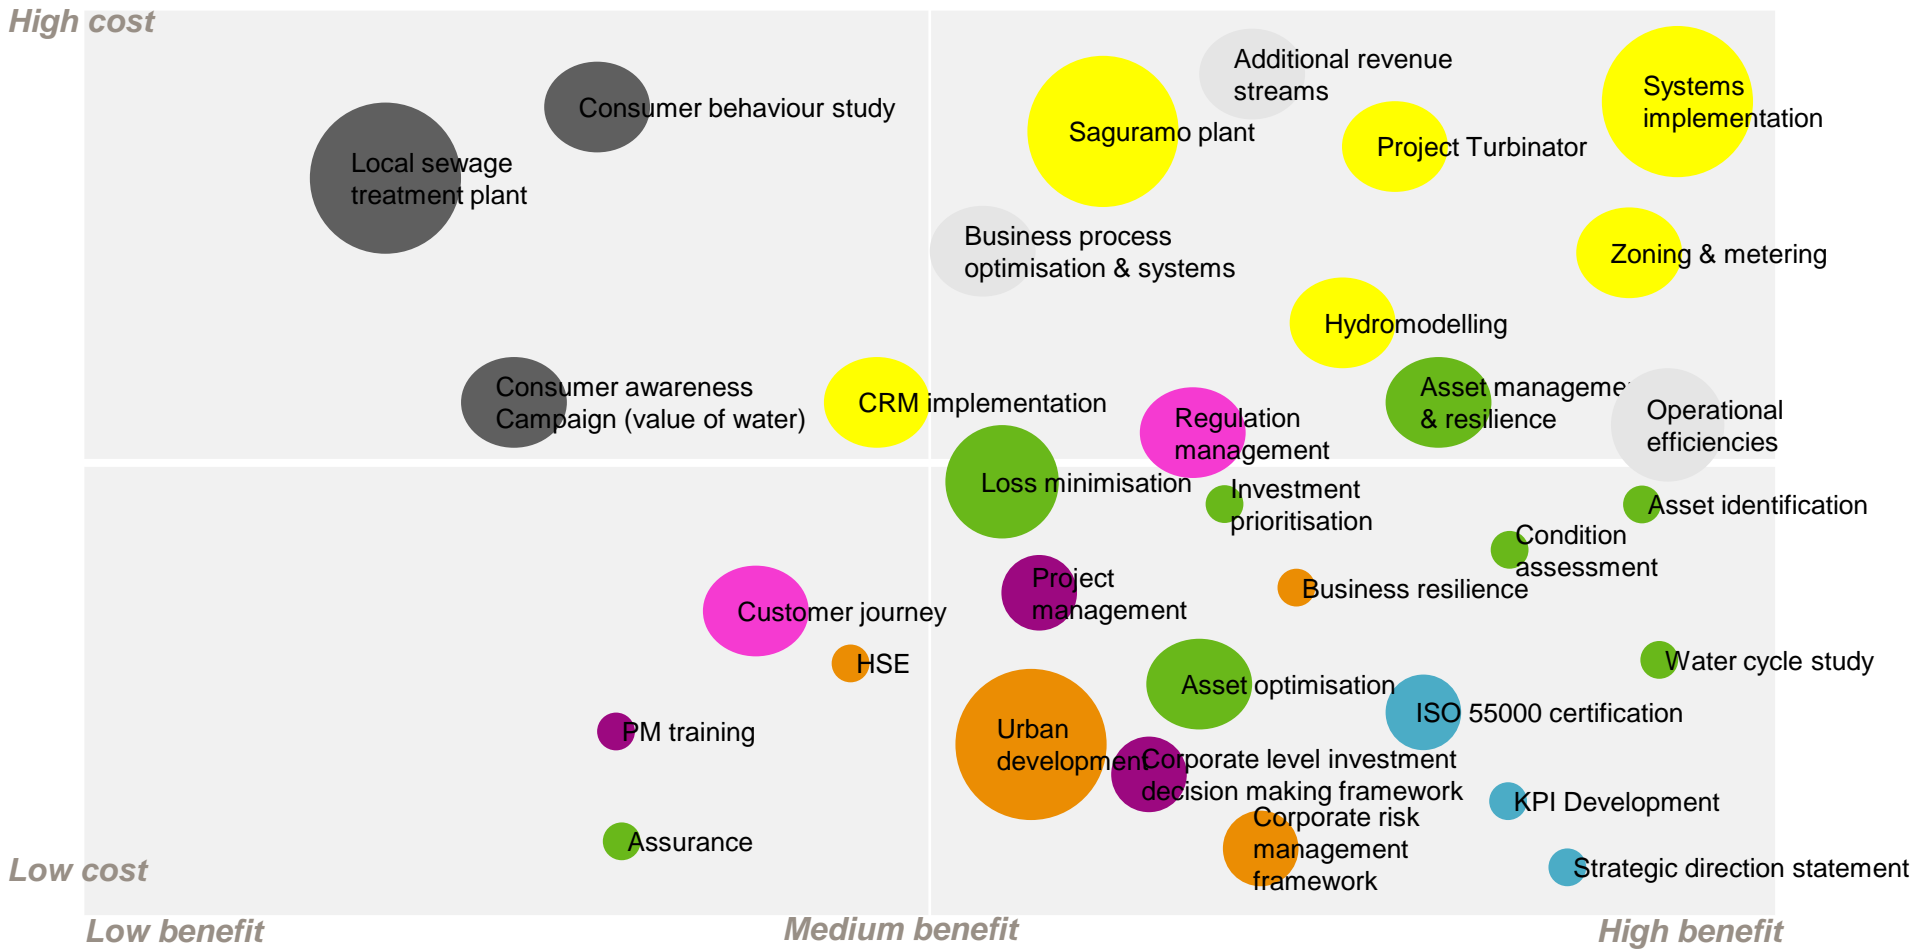 High cost
Additional revenue
streams
Systems
implementation
Consumer behaviour study
Saguramo plant
Project Turbinator
Local sewage
treatment plant
Business process
optimisation & systems
Zoning & metering
Hydromodelling
Consumer awareness
Campaign (value of water)
CRM implementation
Regulation
management
Asset manageme
& resilience
Operational
efficiencies
Loss minimisation
Investment
prioritisation
Asset identification
Condition
assessment
Project
management
Business resilience
Customer journey
HSE
Water cycle study
Asset optimisation
ISO 55000 certification
PM training
Urban
development
Corporate level investment
decision making framework
KPI Development
Corporate risk
management
framework
Assurance
Strategic direction statement
Low cost
Low benefit
Medium benefit
High benefit